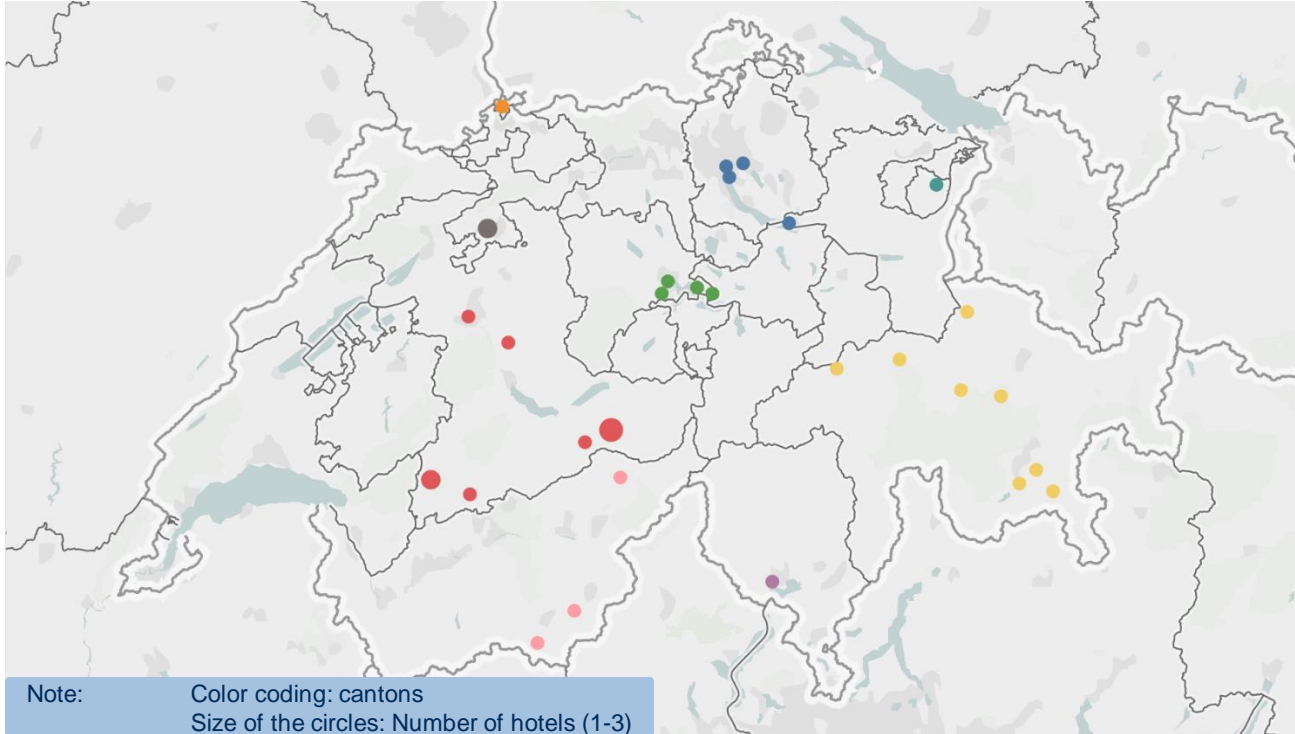 Note: Color coding: cantons
Size of the circles: Number of hotels (1-3)